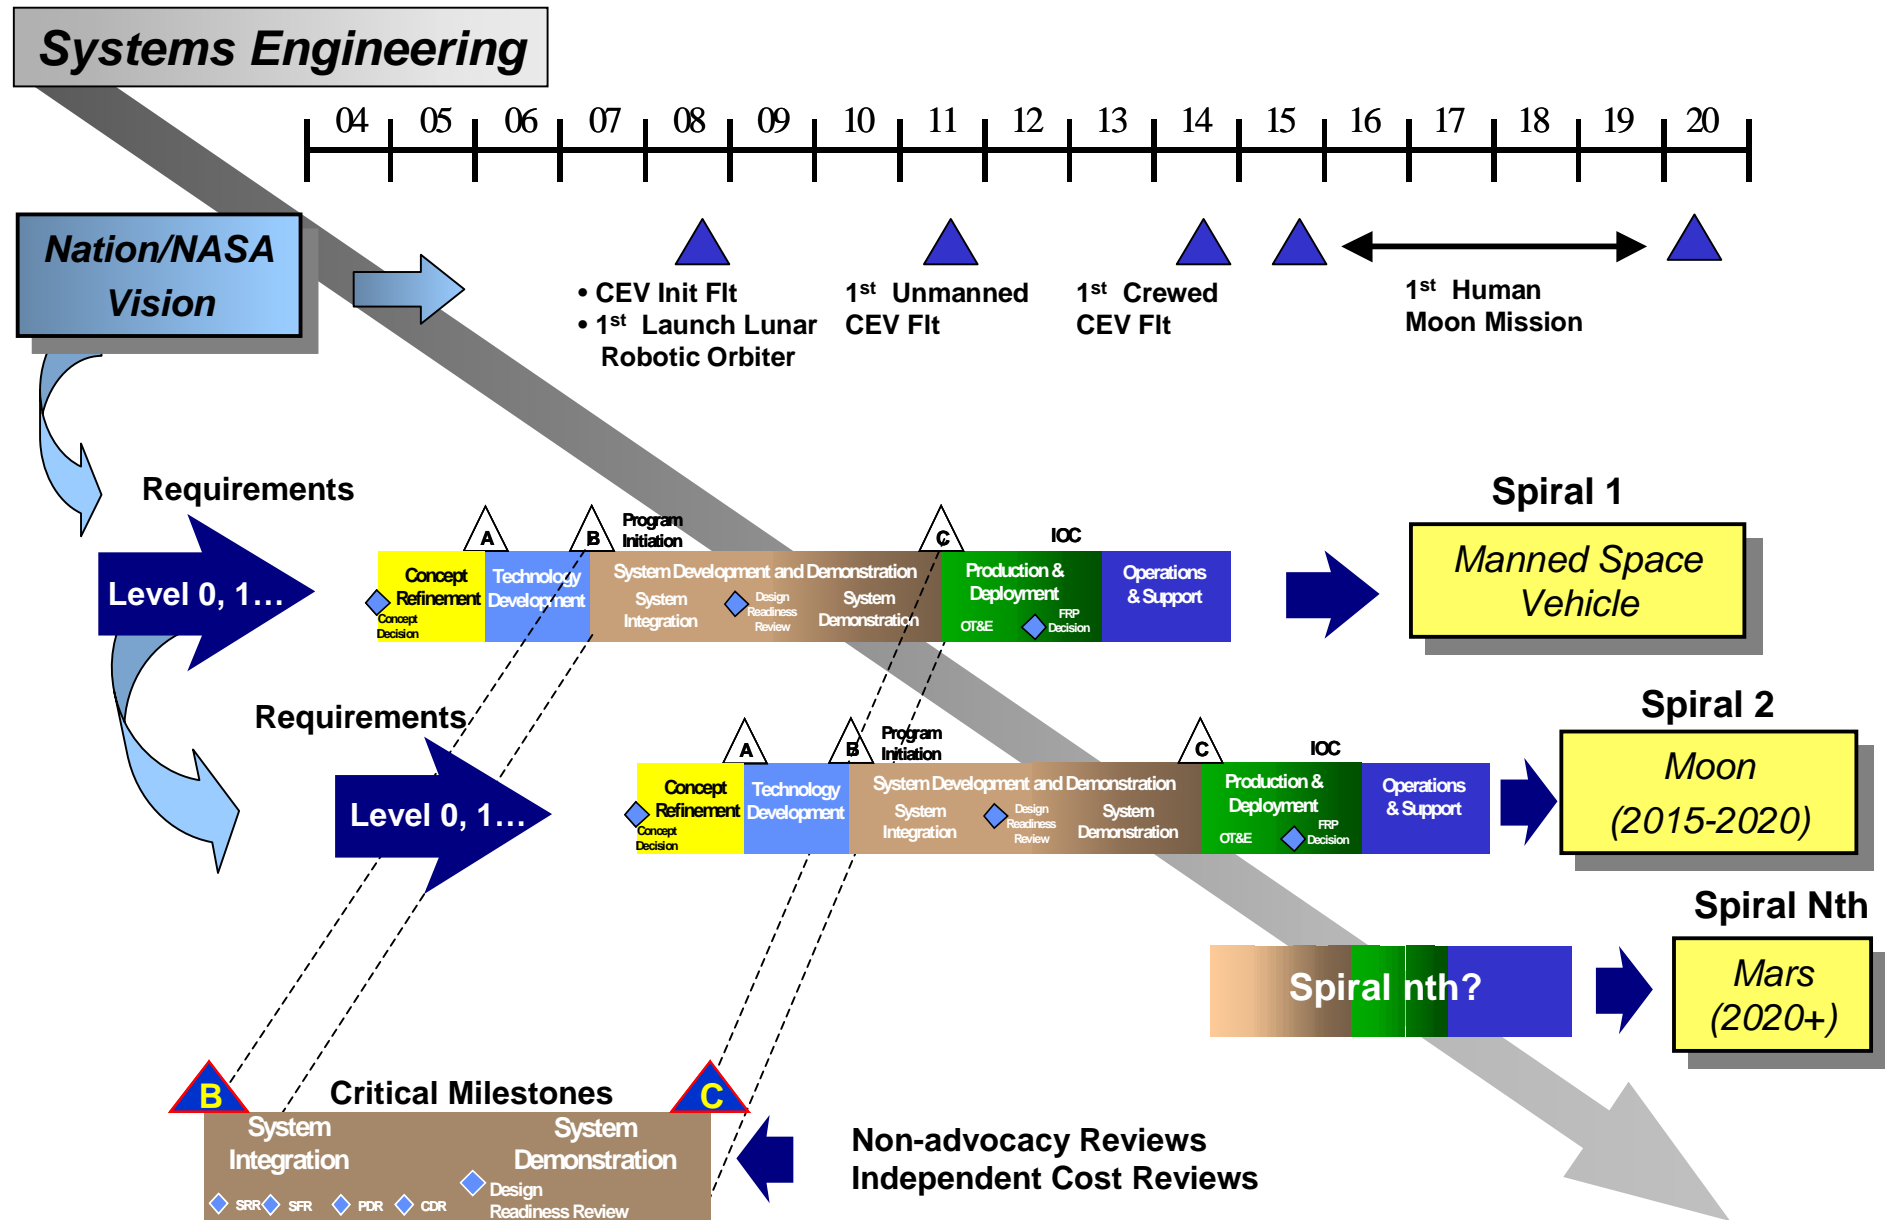 Systems Engineering
04 05 06 07 08 09 10 11 12 13 14 15 16 17 18 19 20
Nation/NASA
Vision
• CEV Init Flt
• 1st Launch Lunar
Robotic Orbiter
1st Unmanned
CEV Flt
1st Crewed
CEV Flt
1st Human
Moon Mission
Requirements
Level 0, 1…
A
B
Program
Initiation
C
IOC
Concept
Refinement
Concept
Decision
Technology
Development
System Development and Demonstration
System
Integration
Design
Readiness
Review
System
Demonstration
Production &
Deployment
OT&E
FRP
Decision
Operations
& Support
Spiral 1
Manned Space
Vehicle
Requirements
Level 0, 1…
A
B
Program
Initiation
C
IOC
Concept
Refinement
Concept
Decision
Technology
Development
System Development and Demonstration
System
Integration
Design
Readiness
Review
System
Demonstration
Production &
Deployment
OT&E
FRP
Decision
Operations
& Support
Spiral 2
Moon
(2015-2020)
Spiral nth?
Spiral Nth
Mars
(2020+)
B
Critical Milestones
C
System
Integration
System
Demonstration
SRR
SFR
PDR
CDR
Design
Readiness Review
Non-advocacy Reviews
Independent Cost Reviews